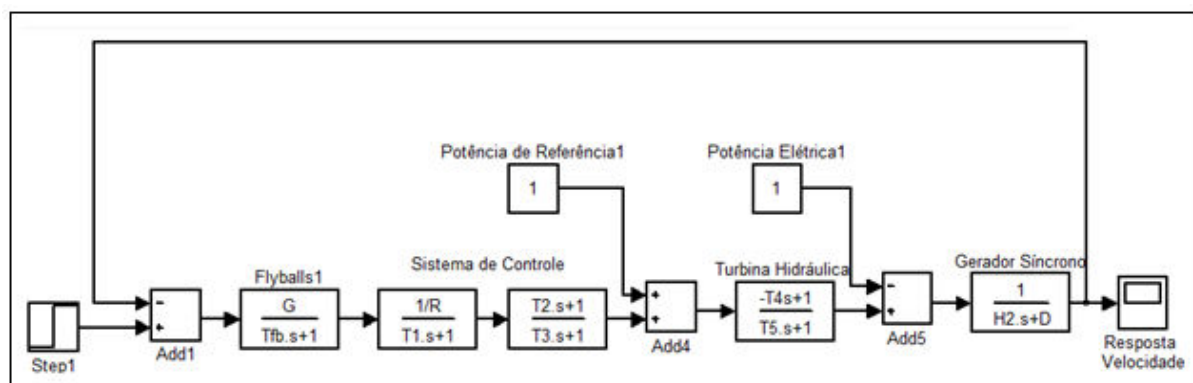 Potência de Referência1
Potência Elétrica1
1
1
Flyballs1
Sistema de Controle
Turbina Hidráulica
Gerador Síncrono
-
+
G
Tfb.s+1
1/R
T1.s+1
T2.s+1
T3.s+1
+
+
-T4s+1
T5.s+1
-
+
1
H2.s+D
Step1
Add1
Add4
Add5
Resposta
Velocidade